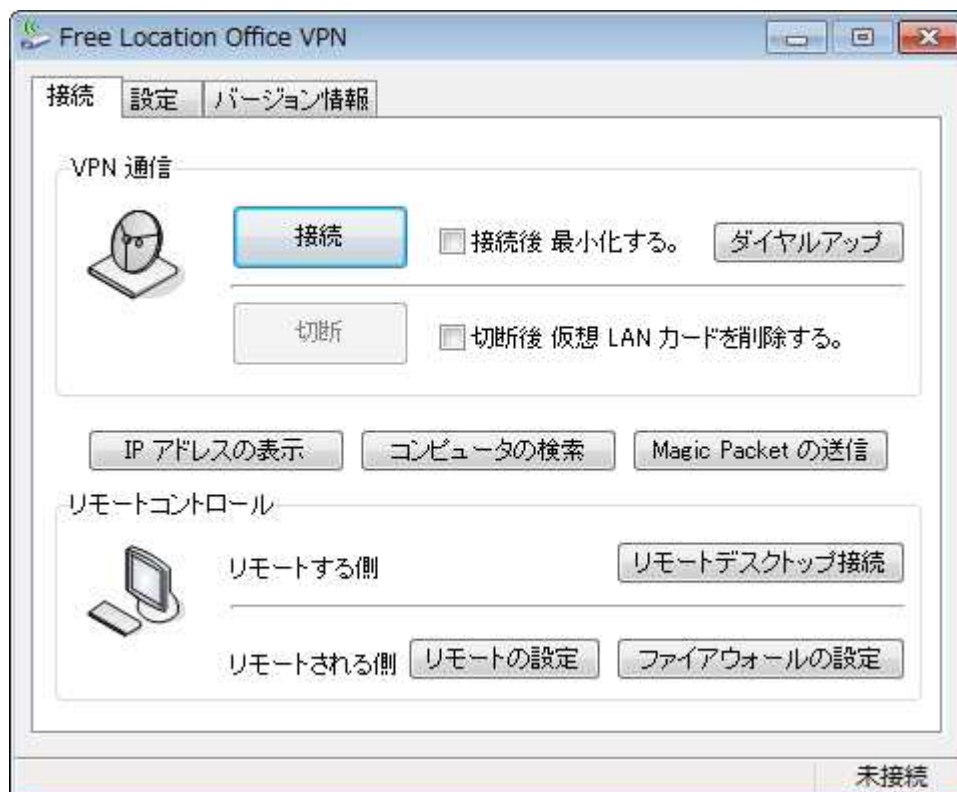 Free Location Office VPN
接続 設定 バージョン情報
VPN 通信
接続 接続後 最小化する。 ダイヤルアップ
切断 切断後 仮想 LAN カードを削除する。
IP アドレスの表示 コンピュータの検索 Magic Packet の送信
リモートコントロール
リモートする側 リモートデスクトップ接続
リモートされる側 リモートの設定 ファイアウォールの設定
未接続